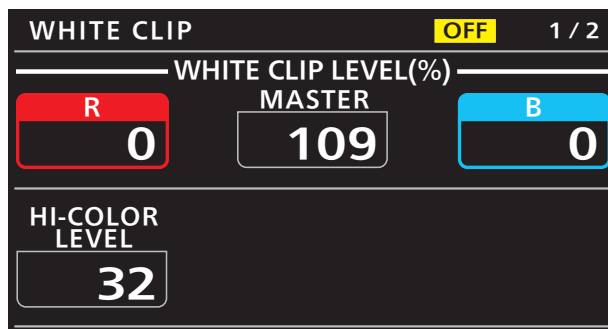 WHITE CLIP OFF 1/2
WHITE CLIP LEVEL(%)
R MASTER B
0 109 0
HI-COLOR
LEVEL
32